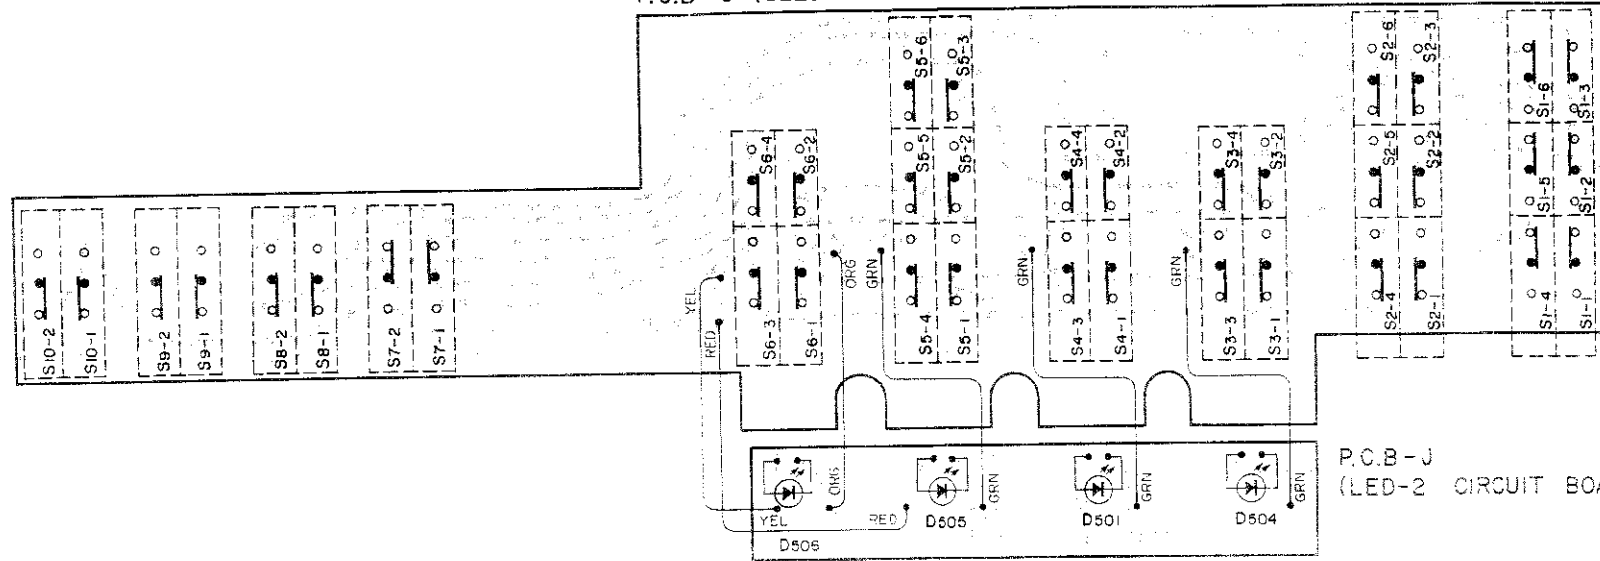 S5-6
S5-3
S2-6
S2-3
S1-6
S1-3
S6-4
S6-2
S5-5
S5-2
S4-4
S4-2
S3-4
S3-2
S2-5
S2-2
S1-5
S1-2
S10-2
S10-1
S9-2
S9-1
S8-2
S8-1
S7-2
S7-1
YEL
RED
S6-3
S6-1
ORG
GRN
S5-4
S5-1
GRN
S4-3
S4-1
GRN
S3-3
S3-1
S2-4
S2-1
S1-4
S1-1
P.C.B-J
(LED-2 CIRCUIT
ORG
GRN
GRN
GRN
YEL
RED
D506
D505
D501
D504